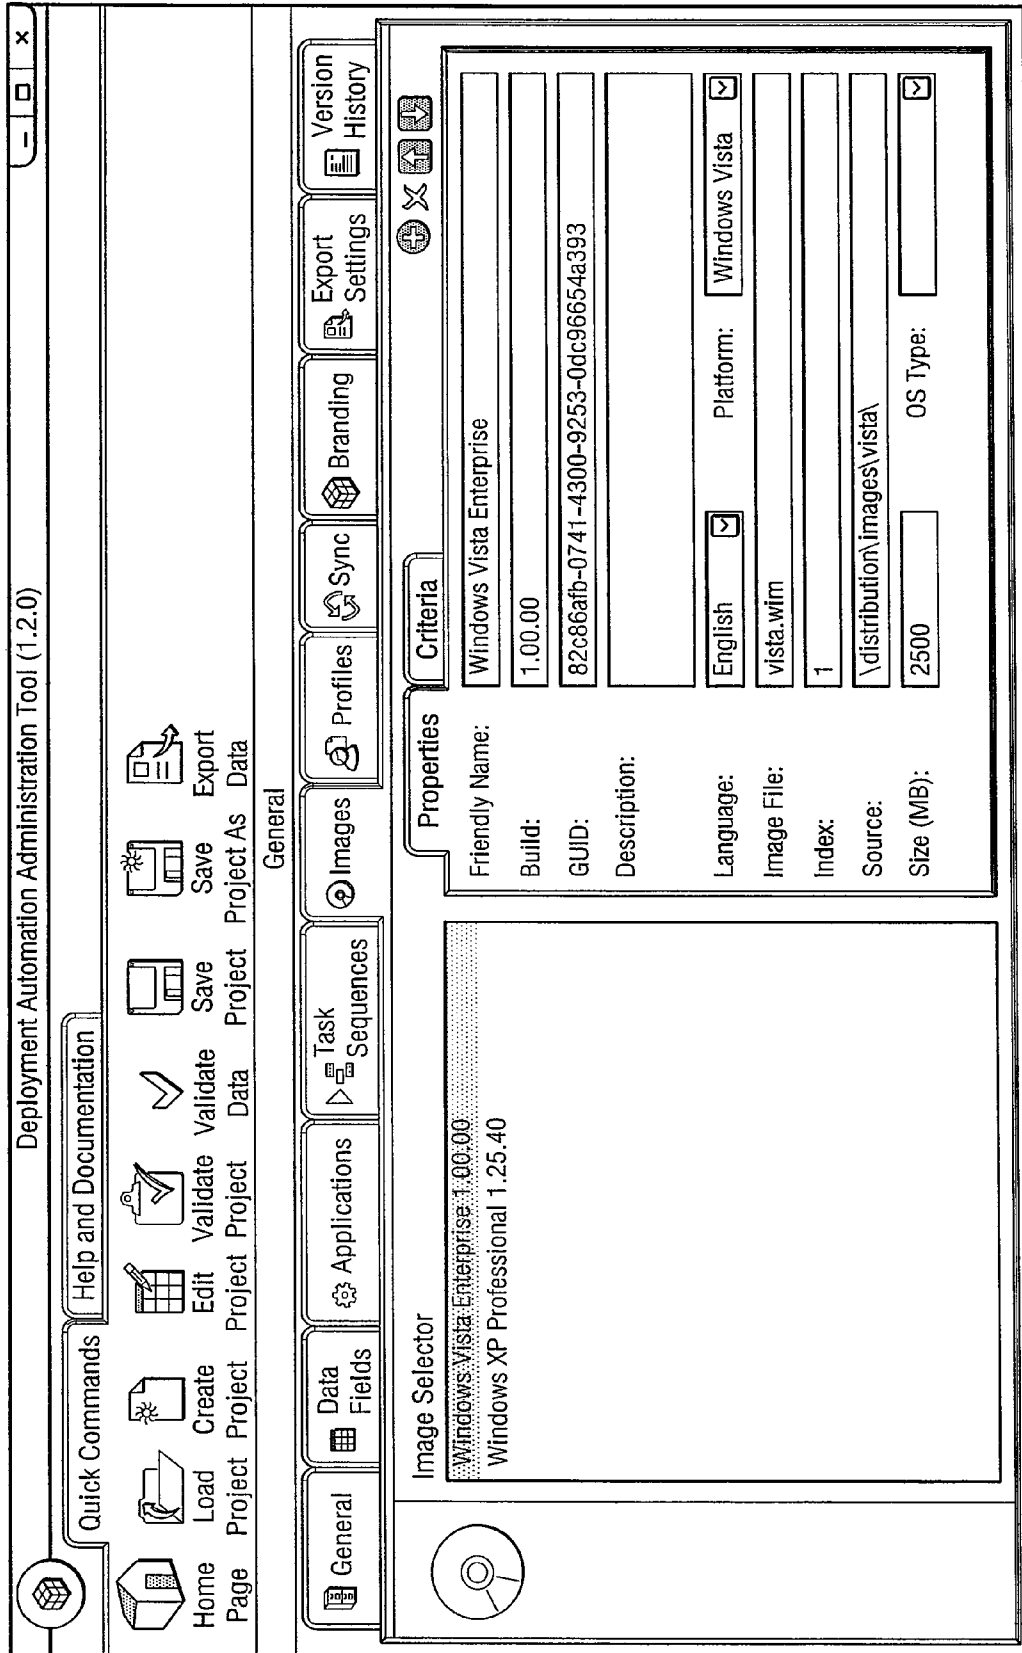 Deployment Automation Administration Tool (1.2.0)
Quick Commands
Help and Documentation
Home Page
Load Project
Create Project
Edit Project
Validate Project
Validate Data
Save Project
Save Project As
Export Data
General
General
Data Fields
Applications
Task Sequences
Images
Profiles
Sync
Branding
Export Settings
Version History
Image Selector
Windows Vista Enterprise 1.00.00
Windows XP Professional 1.25.40
Properties
Criteria
Friendly Name: Windows Vista Enterprise
Build: 1.00.00
GUID: 82c86afb-0741-4300-9253-0dc96654a393
Description:
Language: English Platform: Windows Vista
Image File: vista.wim
Index: 1
Source: \distribution\images\vista\
Size (MB): 2500 OS Type: